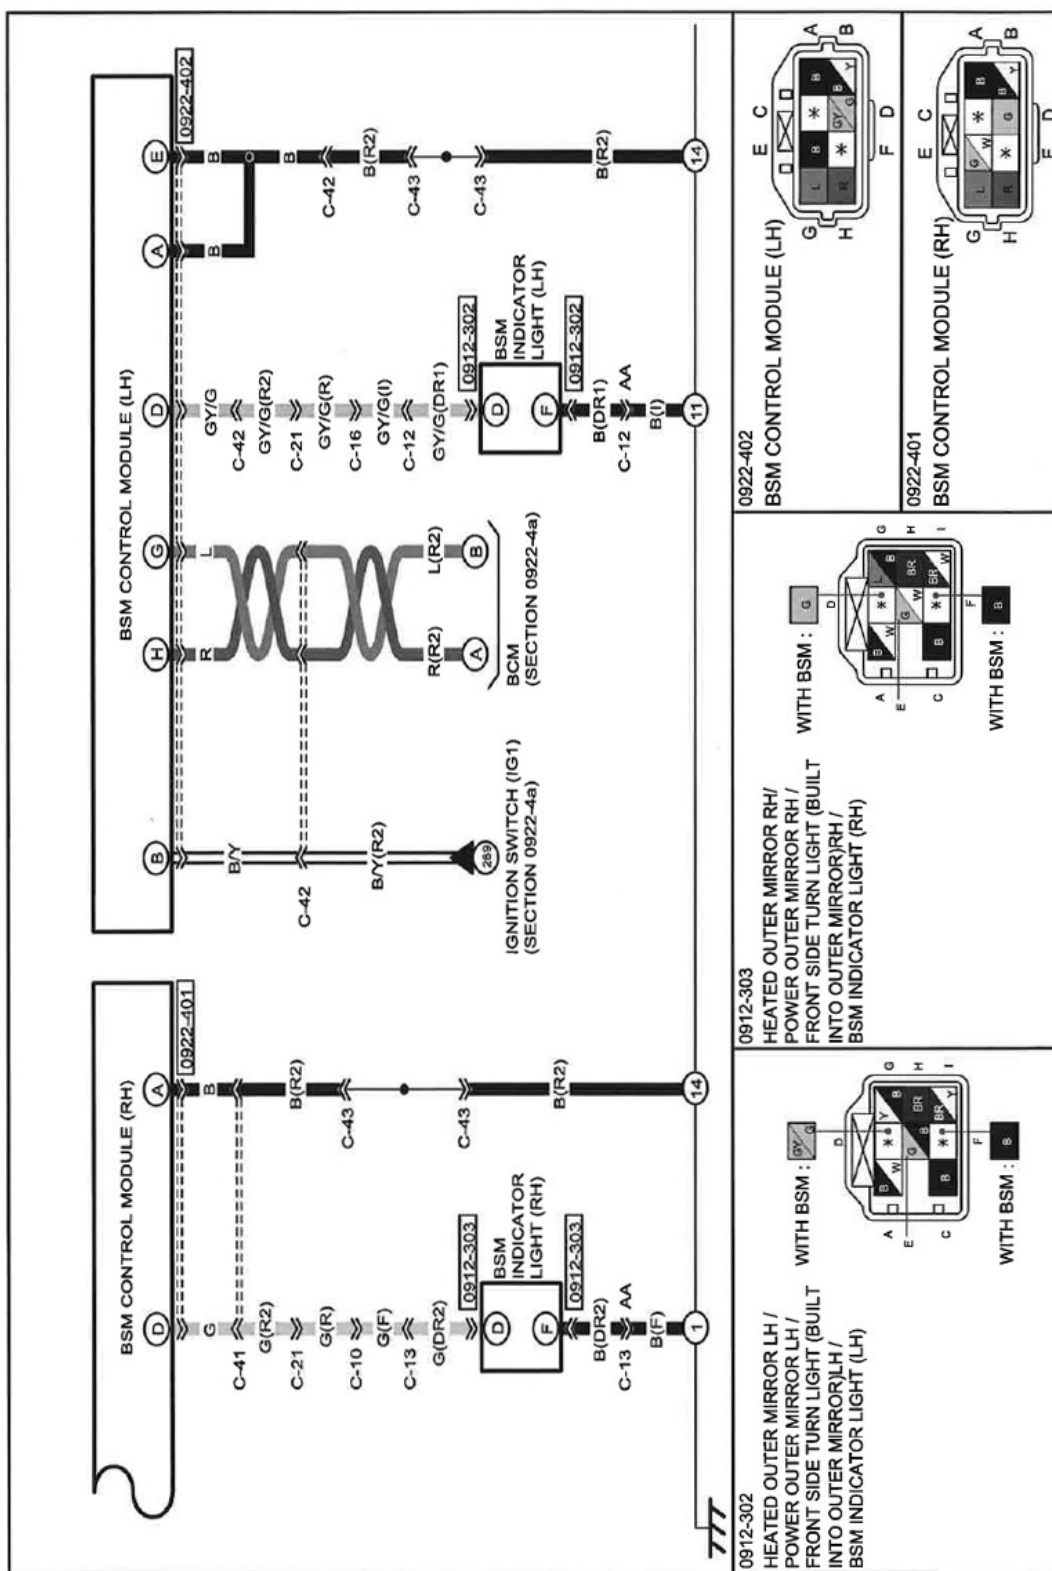 BSM CONTROL MODULE (RH)
D
A
0922-401
G
B
C-41
G(R2)
B(R2)
C-21
G(R)
C-43
C-10
G(F)
C-13
C-43
G(DR2)
0912-303
D
BSM
INDICATOR
LIGHT (RH)
F
0912-303
B(DR2)
B(R2)
C-13
AA
B(F)
1
14
BSM CONTROL MODULE (LH)
B
H
G
D
A
E
0922-402
B/Y
R
L
GY/G
B
B
B
C-42
C-42
GY/G(R2)
C-42
B/Y(R2)
C-21
B(R2)
GY/G(R)
C-16
GY/G(I)
C-43
C-12
R(R2)
L(R2)
GY/G(DR1)
C-43
269
IGNITION SWITCH (IG1)
(SECTION 0922-4a)
A
B
BCM
(SECTION 0922-4a)
0912-302
D
BSM
INDICATOR
LIGHT (LH)
F
0912-302
B(DR1)
B(R2)
C-12
AA
B(I)
11
14
0912-302
HEATED OUTER MIRROR LH /
POWER OUTER MIRROR LH /
FRONT SIDE TURN LIGHT (BUILT
INTO OUTER MIRROR)LH /
BSM INDICATOR LIGHT (LH)
WITH BSM :
GY
G
D
A
E
C
F
G
H
I
B
W
*
Y
B
G
B
BR
B
*
BR
Y
WITH BSM :
B
0912-303
HEATED OUTER MIRROR RH/
POWER OUTER MIRROR RH /
FRONT SIDE TURN LIGHT (BUILT
INTO OUTER MIRROR)RH /
BSM INDICATOR LIGHT (RH)
WITH BSM :
G
D
A
E
C
F
G
H
I
B
W
*
L
B
G
W
BR
B
*
BR
W
WITH BSM :
B
0922-402
BSM CONTROL MODULE (LH)
G
E
C
A
L
B
*
B
R
*
GY
G
B
Y
H
F
D
B
0922-401
BSM CONTROL MODULE (RH)
G
E
C
A
L
G
W
*
B
R
*
G
B
Y
H
F
D
B